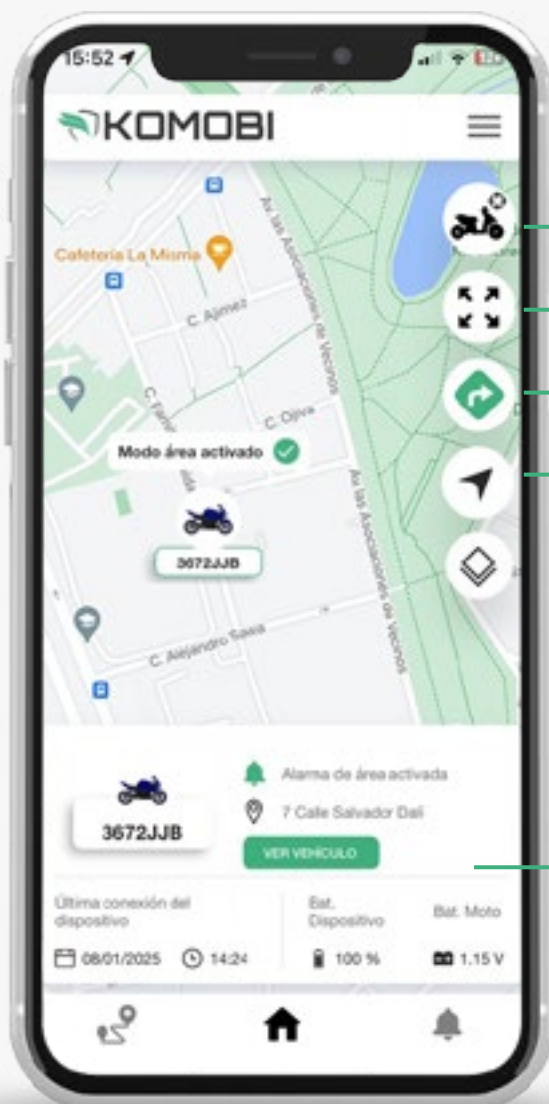 15:52
KOMOBI
Cafetería La Misma
Av. las Asociaciones de Vecinos
C. Ajimez
C. Ojiva
Modo área activado
3672JJB
Av. las Asociaciones de Vecinos
C. Alejandro Sawa
Alarma de área activada
7 Calle Salvador Dalí
3672JJB
VER VEHÍCULO
Última conexión del
dispositivo
Bat.
Dispositivo
Bat. Moto
08/01/2025
14:24
100 %
1.15 V